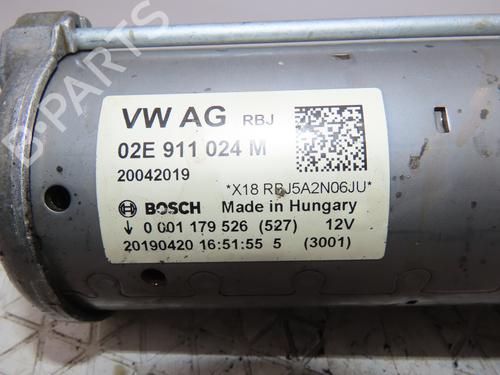 VW AG RBJ
02E 911 024 M
20042019
*X18 RBJ5A2N06JU*
BOSCH Made in Hungary
0 001 179 526 (527) 12V
20190420 16:51:55 5 (3001)